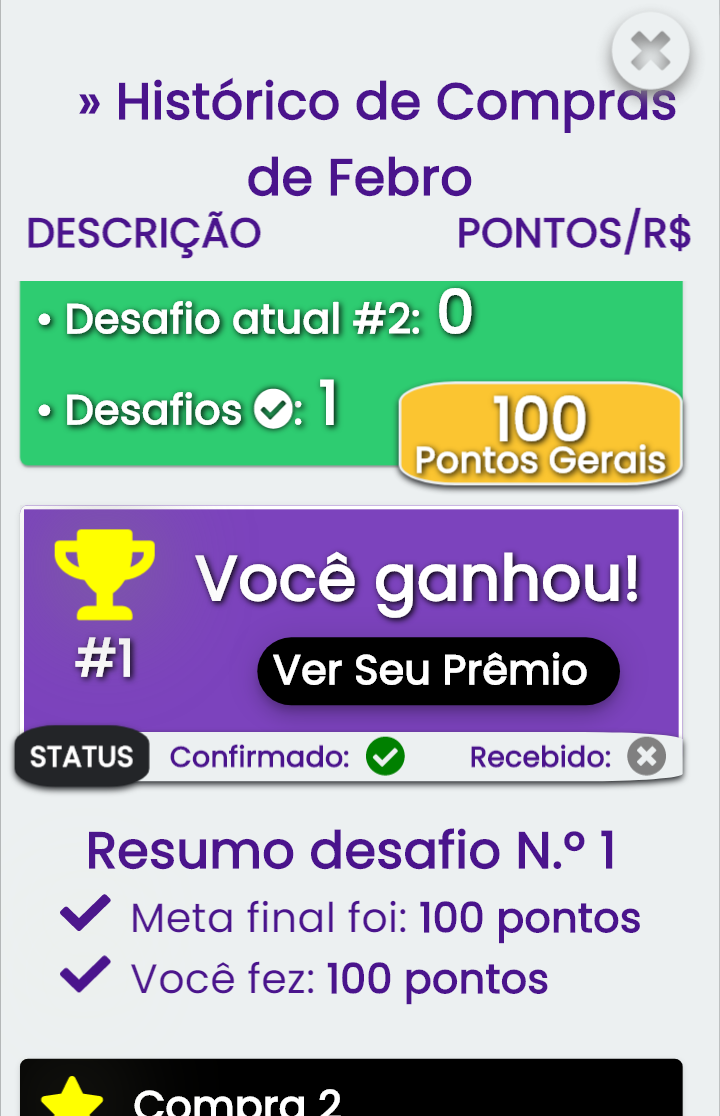 » Histórico de Compras
de Febro
DESCRIÇÃO PONTOS/R$
• Desafio atual #2: 0
• Desafios : 1
100
Pontos Gerais
Você ganhou!
#1
Ver Seu Prêmio
STATUS Confirmado: Recebido:
Resumo desafio N.º 1
Meta final foi: 100 pontos
Você fez: 100 pontos
Compra 2